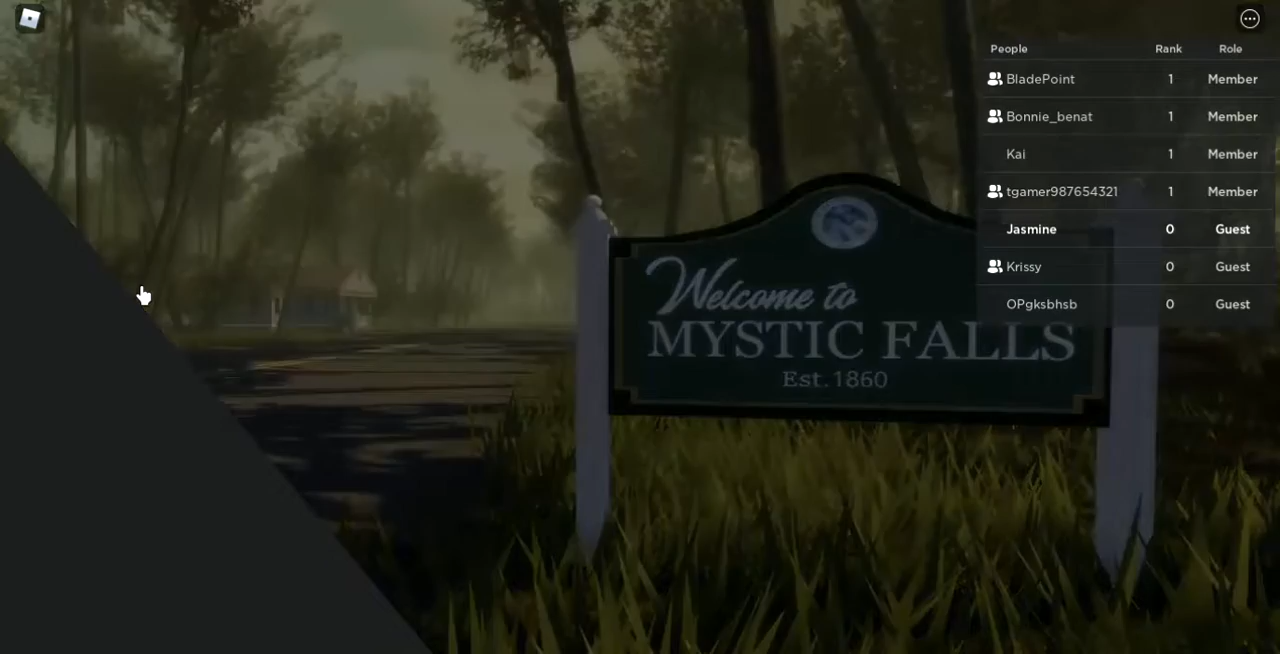 People Rank Role
BladePoint 1 Member
Bonnie_benat 1 Member
Kai 1 Member
tgamer987654321 1 Member
Jasmine 0 Guest
Krissy 0 Guest
OPgksbhsb 0 Guest
Welcome to
MYSTIC FALLS
Est. 1860